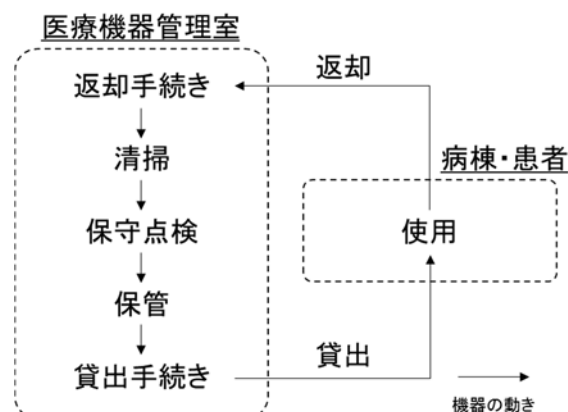 医療機器管理室
返却手続き
清掃
保守点検
保管
貸出手続き
返却
病棟・患者
使用
貸出
機器の動き